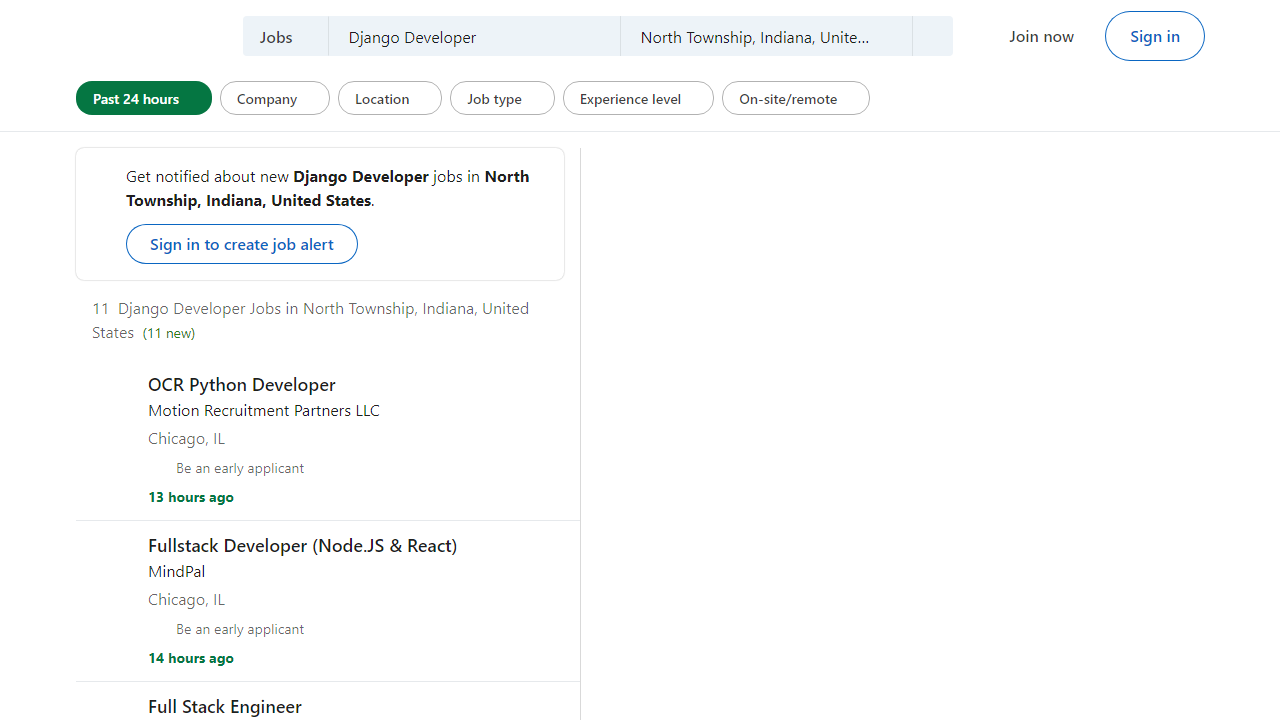 Jobs
Django Developer
North Township, Indiana, Unite...
Join now
Sign in
Past 24 hours
Company
Location
Job type
Experience level
On-site/remote
Get notified about new Django Developer jobs in North
Township, Indiana, United States.
Sign in to create job alert
11 Django Developer Jobs in North Township, Indiana, United
States (11 new)
OCR Python Developer
Motion Recruitment Partners LLC
Chicago, IL
Be an early applicant
13 hours ago
Fullstack Developer (Node.JS & React)
MindPal
Chicago, IL
Be an early applicant
14 hours ago
Full Stack Engineer